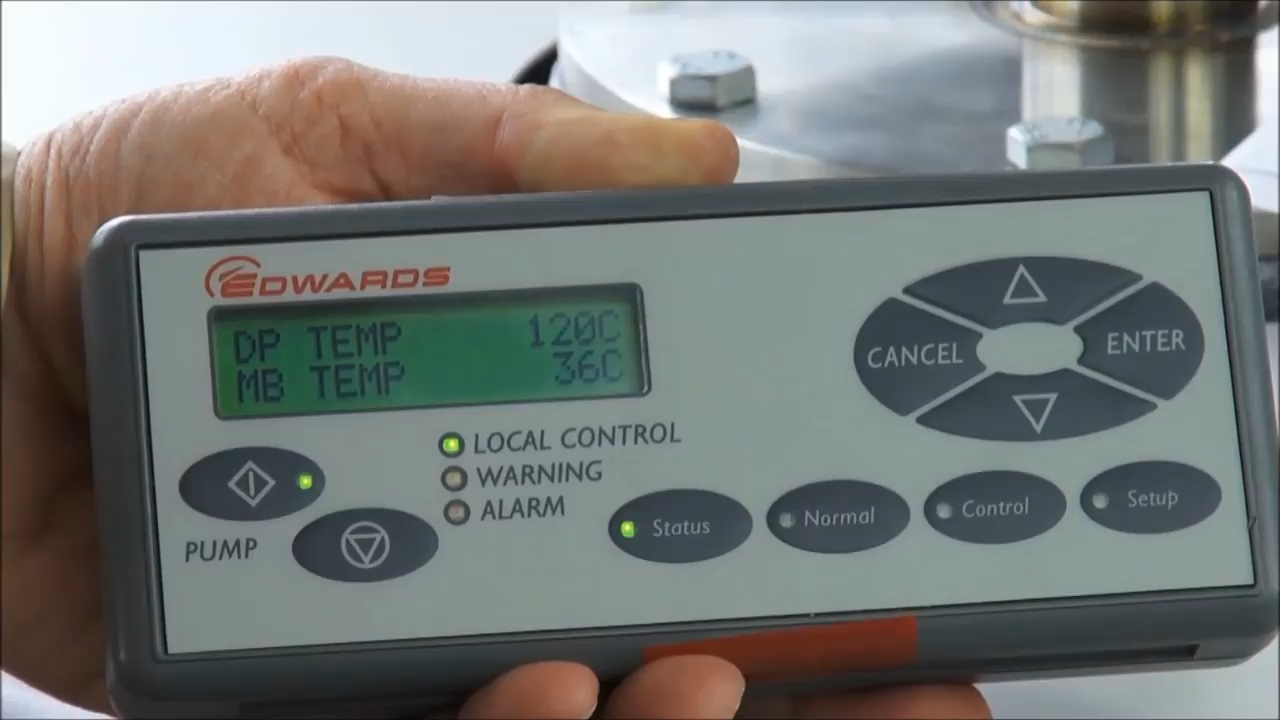 EDWARDS
DP TEMP 120C
MB TEMP 36C
CANCEL
ENTER
LOCAL CONTROL
WARNING
ALARM
PUMP
Status
Normal
Control
Setup